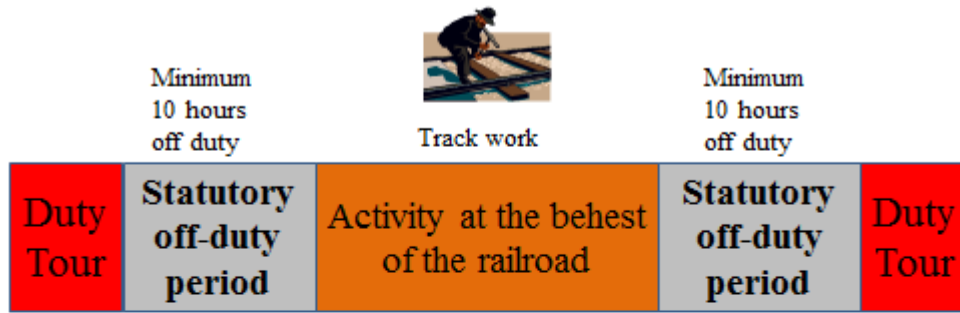 Minimum
10 hours
off duty
Track work
Minimum
10 hours
off duty
Duty
Tour
Statutory
off-duty
period
Activity at the behest
of the railroad
Statutory
off-duty
period
Duty
Tour